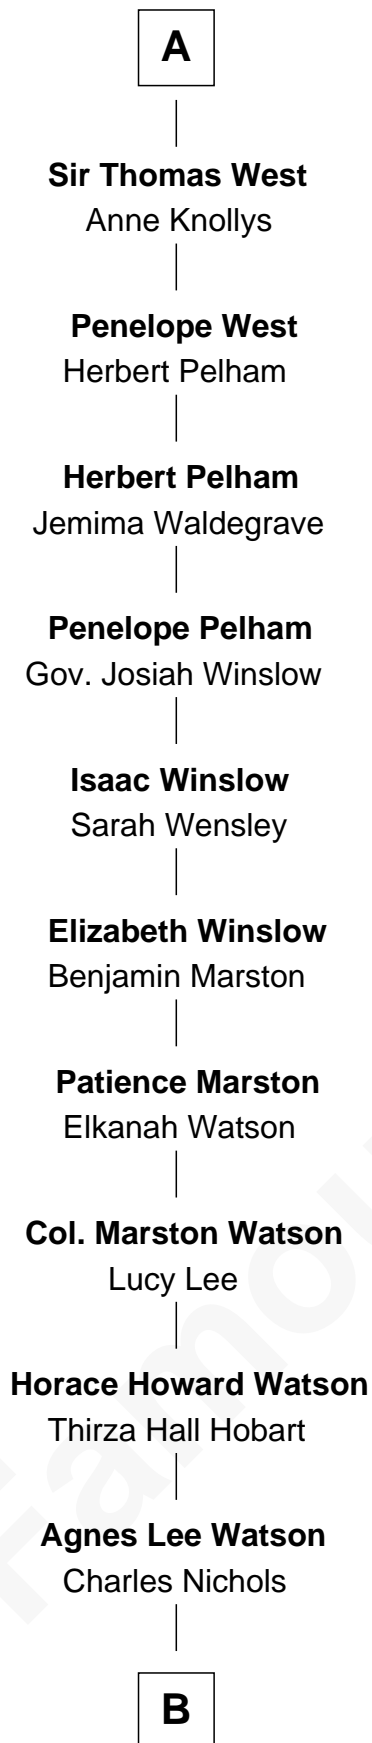 A
Sir Thomas West
Anne Knollys
Penelope West
Herbert Pelham
Herbert Pelham
Jemima Waldegrave
Penelope Pelham
Gov. Josiah Winslow
Isaac Winslow
Sarah Wensley
Elizabeth Winslow
Benjamin Marston
Patience Marston
Elkanah Watson
Col. Marston Watson
Lucy Lee
Horace Howard Watson
Thirza Hall Hobart
Agnes Lee Watson
Charles Nichols
B